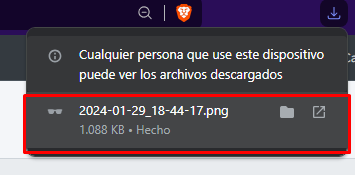 Cualquier persona que use este dispositivo
puede ver los archivos descargados
2024-01-29_18-44-17.png
1.088 KB • Hecho